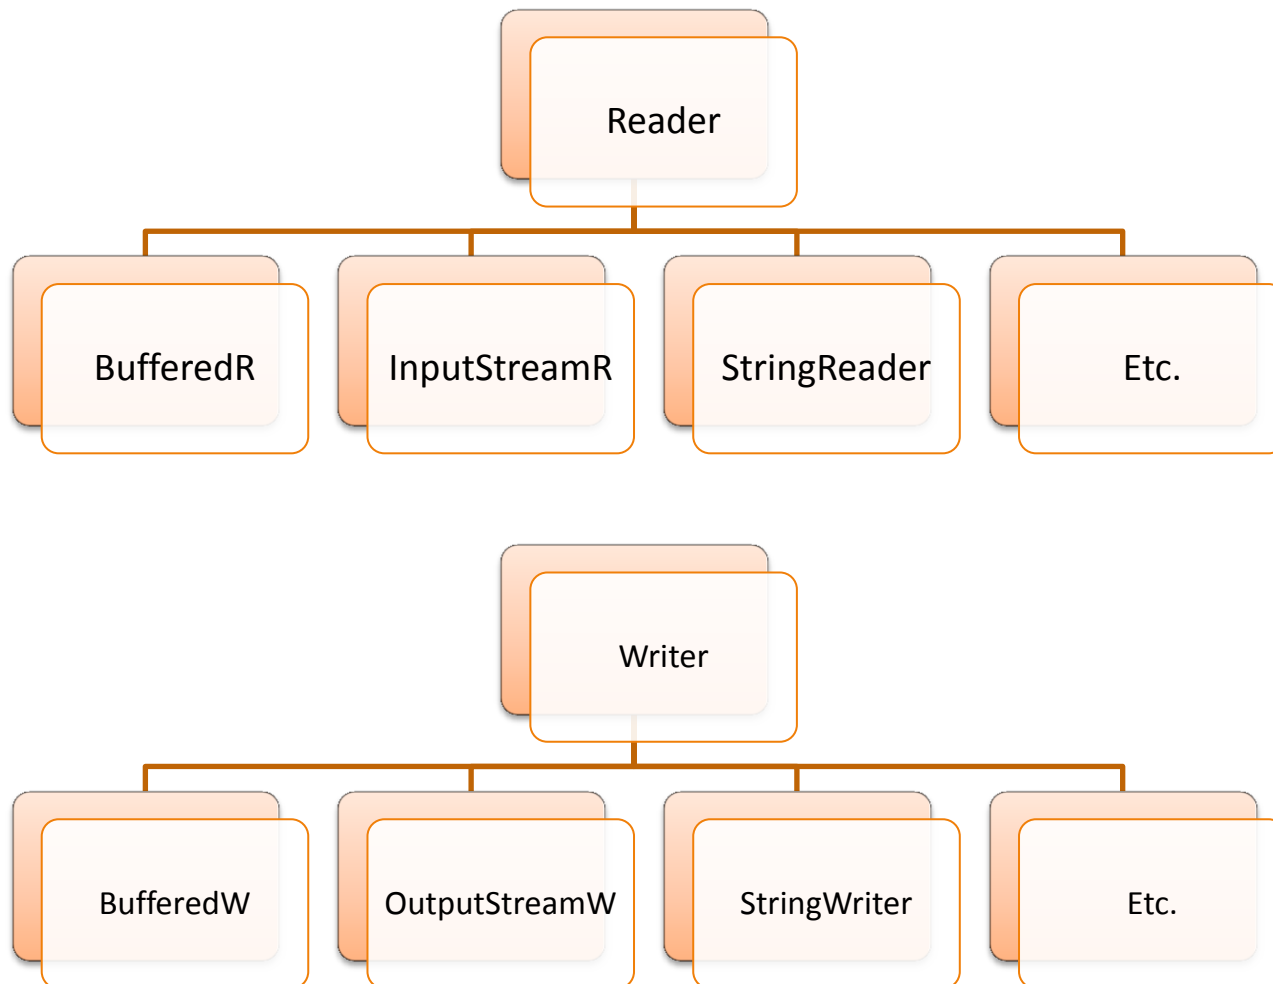 Reader
BufferedR
InputStreamR
StringReader
Etc.
Writer
BufferedW
OutputStreamW
StringWriter
Etc.